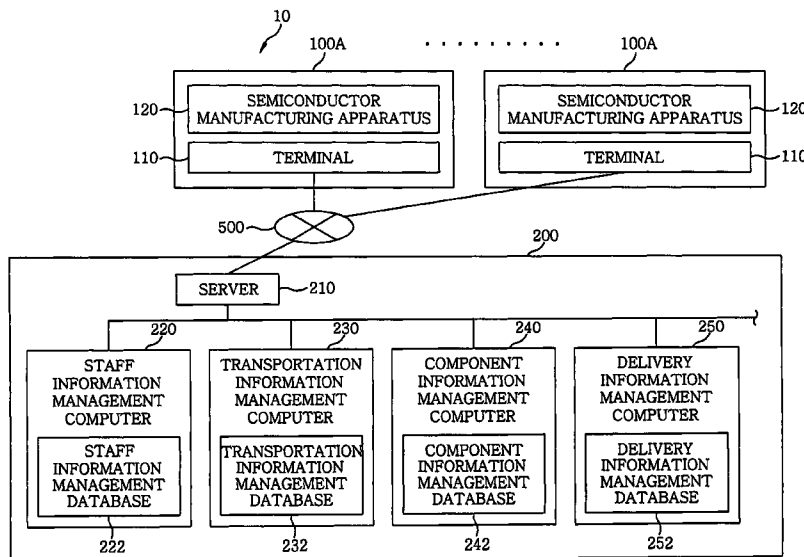 10
100A
. . . . . . . . . .
100A
120
SEMICONDUCTOR
MANUFACTURING APPARATUS
SEMICONDUCTOR
MANUFACTURING APPARATUS
120
110
TERMINAL
TERMINAL
110
500
200
SERVER
210
220
230
240
250
STAFF
INFORMATION
MANAGEMENT
COMPUTER
STAFF
INFORMATION
MANAGEMENT
DATABASE
222
TRANSPORTATION
INFORMATION
MANAGEMENT
COMPUTER
TRANSPORTATION
INFORMATION
MANAGEMENT
DATABASE
232
COMPONENT
INFORMATION
MANAGEMENT
COMPUTER
COMPONENT
INFORMATION
MANAGEMENT
DATABASE
242
DELIVERY
INFORMATION
MANAGEMENT
COMPUTER
DELIVERY
INFORMATION
MANAGEMENT
DATABASE
252